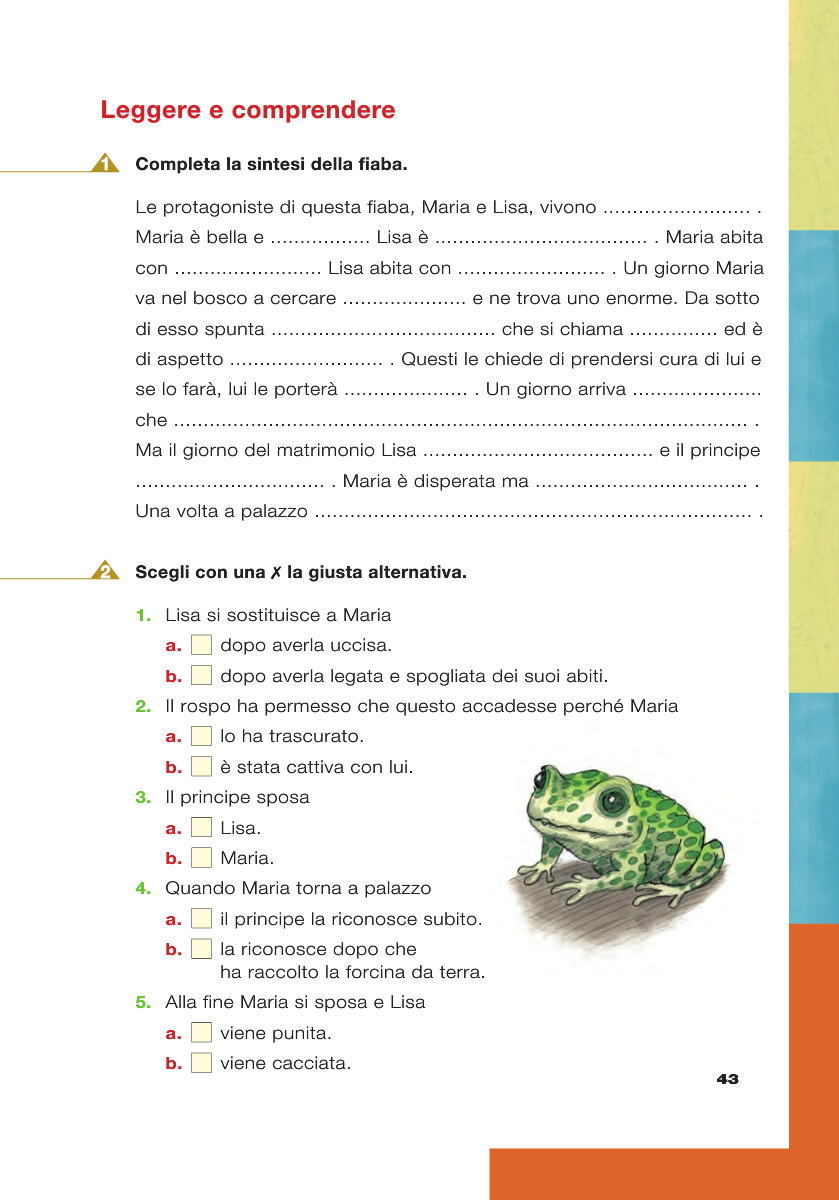 Leggere e comprendere
1 Completa la sintesi della fiaba.
Le protagoniste di questa fiaba, Maria e Lisa, vivono ......................... .
Maria è bella e ................. Lisa è .................................... . Maria abita
con ......................... Lisa abita con ......................... . Un giorno Maria
va nel bosco a cercare ..................... e ne trova uno enorme. Da sotto
di esso spunta ...................................... che si chiama ............... ed è
di aspetto .......................... . Questi le chiede di prendersi cura di lui e
se lo farà, lui le porterà ..................... . Un giorno arriva ......................
che ................................................................................................. .
Ma il giorno del matrimonio Lisa ....................................... e il principe
................................ . Maria è disperata ma .................................... .
Una volta a palazzo .......................................................................... .
2 Scegli con una ✗ la giusta alternativa.
1. Lisa si sostituisce a Maria
a. dopo averla uccisa.
b. dopo averla legata e spogliata dei suoi abiti.
2. Il rospo ha permesso che questo accadesse perché Maria
a. lo ha trascurato.
b. è stata cattiva con lui.
3. Il principe sposa
a. Lisa.
b. Maria.
4. Quando Maria torna a palazzo
a. il principe la riconosce subito.
b. la riconosce dopo che
ha raccolto la forcina da terra.
5. Alla fine Maria si sposa e Lisa
a. viene punita.
b. viene cacciata.
43